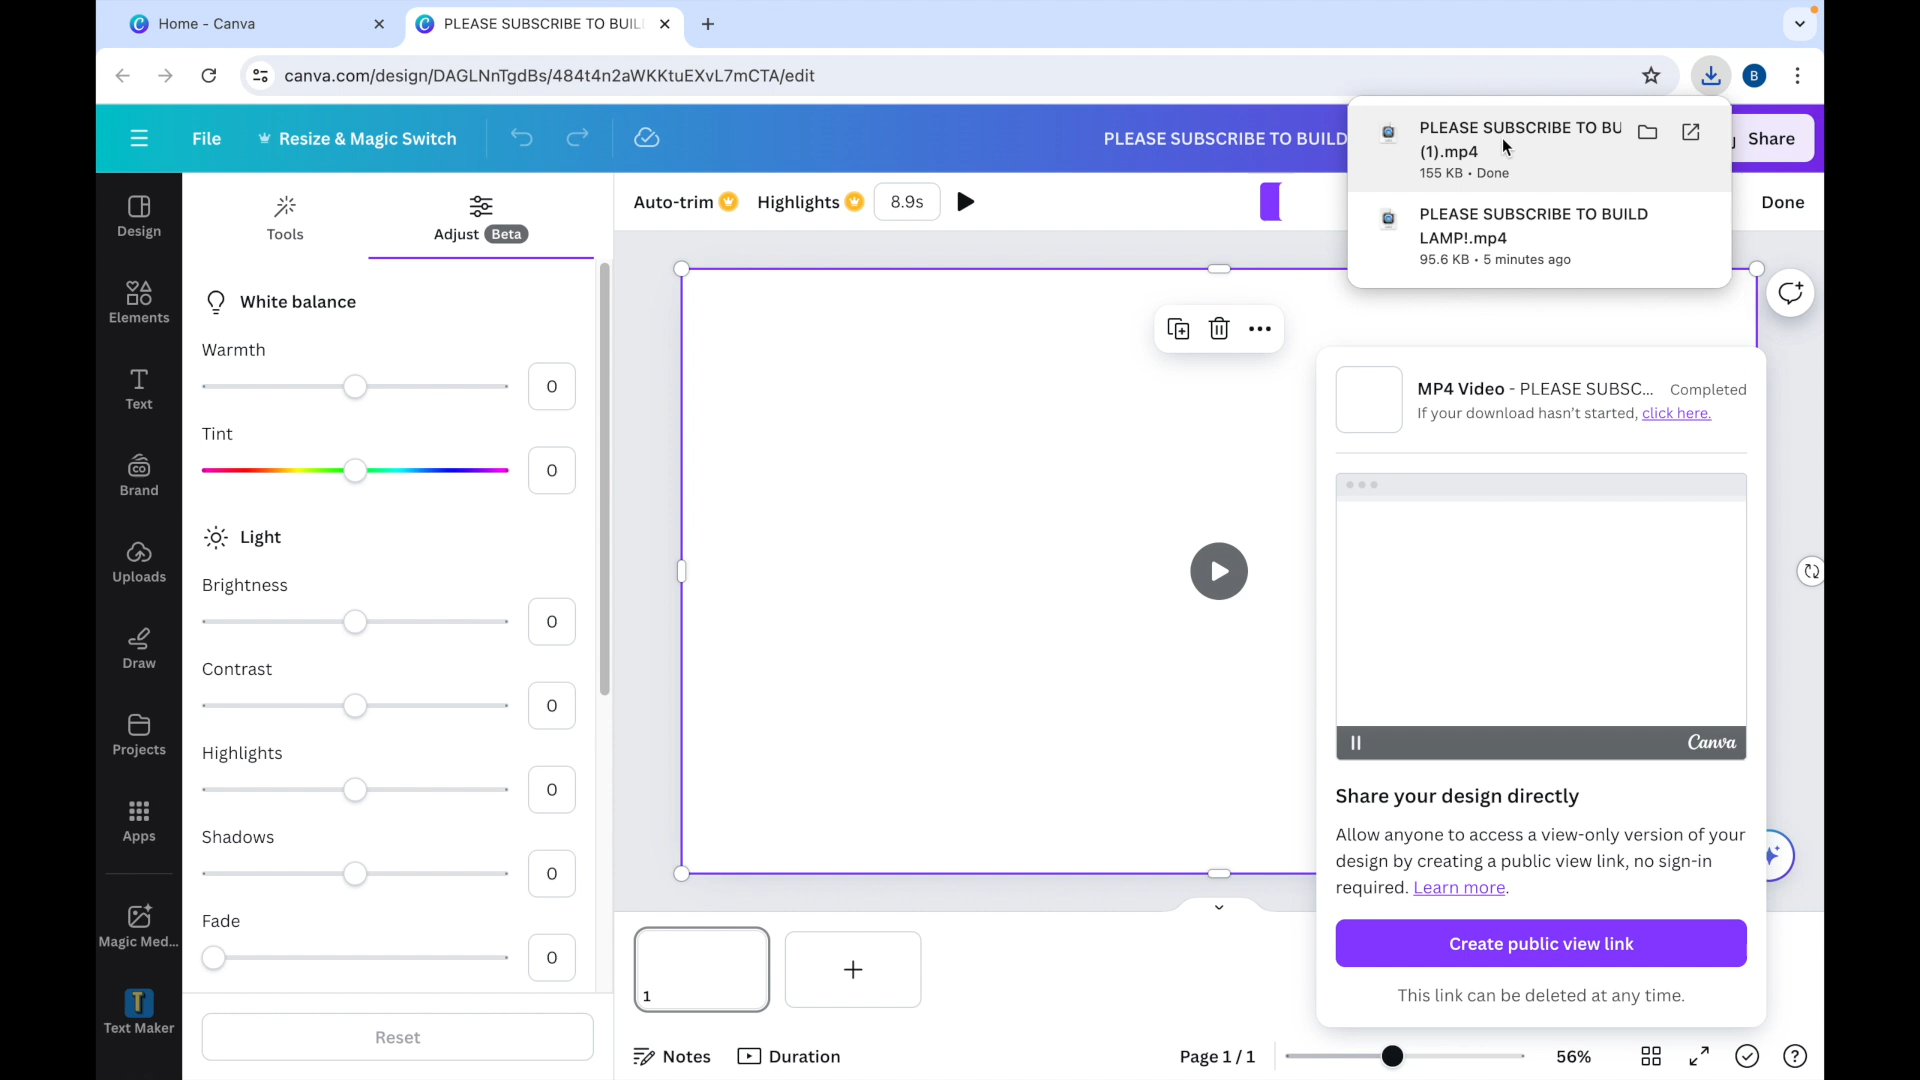 Home - Canva
PLEASE SUBSCRIBE TO BUIL
canva.com/design/DAGLNnTgdBs/484t4n2aWKKtuEXvL7mCTA/edit
B
File
Resize & Magic Switch
PLEASE SUBSCRIBE TO BUILD
Share
PLEASE SUBSCRIBE TO BU
(1).mp4
155 KB • Done
PLEASE SUBSCRIBE TO BUILD
LAMP!.mp4
95.6 KB • 5 minutes ago
Design
Elements
Text
Brand
Uploads
Draw
Projects
Apps
Magic Med...
Text Maker
Tools
Adjust Beta
White balance
Warmth
0
Tint
0
Light
Brightness
0
Contrast
0
Highlights
0
Shadows
0
Fade
0
Reset
Auto-trim
Highlights
8.9s
Done
MP4 Video - PLEASE SUBSC... Completed
If your download hasn't started, click here.
Canva
Share your design directly
Allow anyone to access a view-only version of your
design by creating a public view link, no sign-in
required. Learn more.
Create public view link
This link can be deleted at any time.
1
Notes
Duration
Page 1 / 1
56%